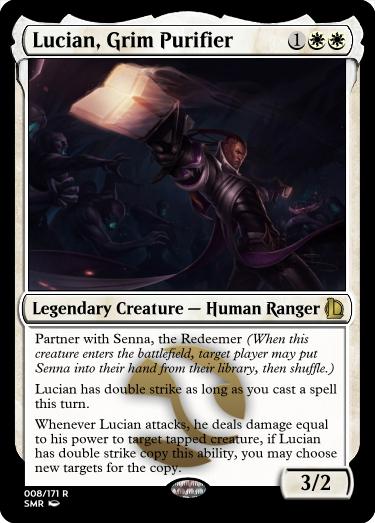 Lucian, Grim Purifier
1
Legendary Creature — Human Ranger
Partner with Senna, the Redeemer (When this
creature enters the battlefield, target player may put
Senna into their hand from their library, then shuffle.)
Lucian has double strike as long as you cast a spell
this turn.
Whenever Lucian attacks, he deals damage equal
to his power to target tapped creature, if Lucian
has double strike copy this ability, you may choose
new targets for the copy.
3/2
008/171 R
SMR